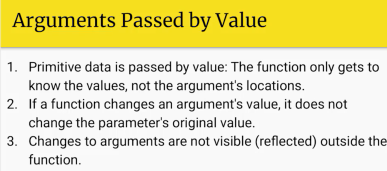 Arguments Passed by Value
1. Primitive data is passed by value: The function only gets to
know the values, not the argument's locations.
2. If a function changes an argument's value, it does not
change the parameter's original value.
3. Changes to arguments are not visible (reflected) outside the
function.